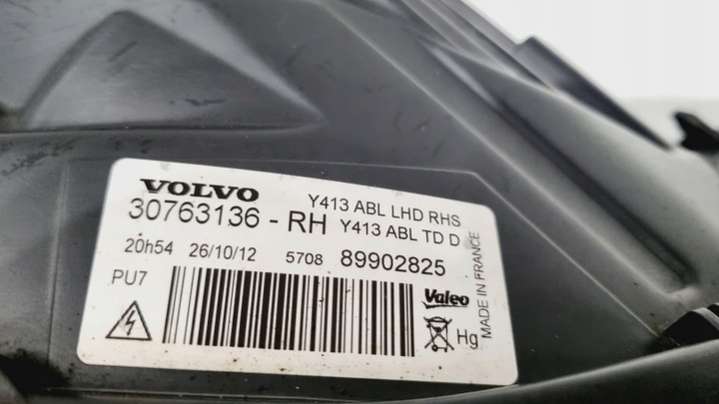 VOLVO
Y413 ABL LHD RHS
30763136 - RH
Y413 ABL TD D
20h54 26/10/12 5708 89902825
PU7
Valeo
Hg
MADE IN FRANCE